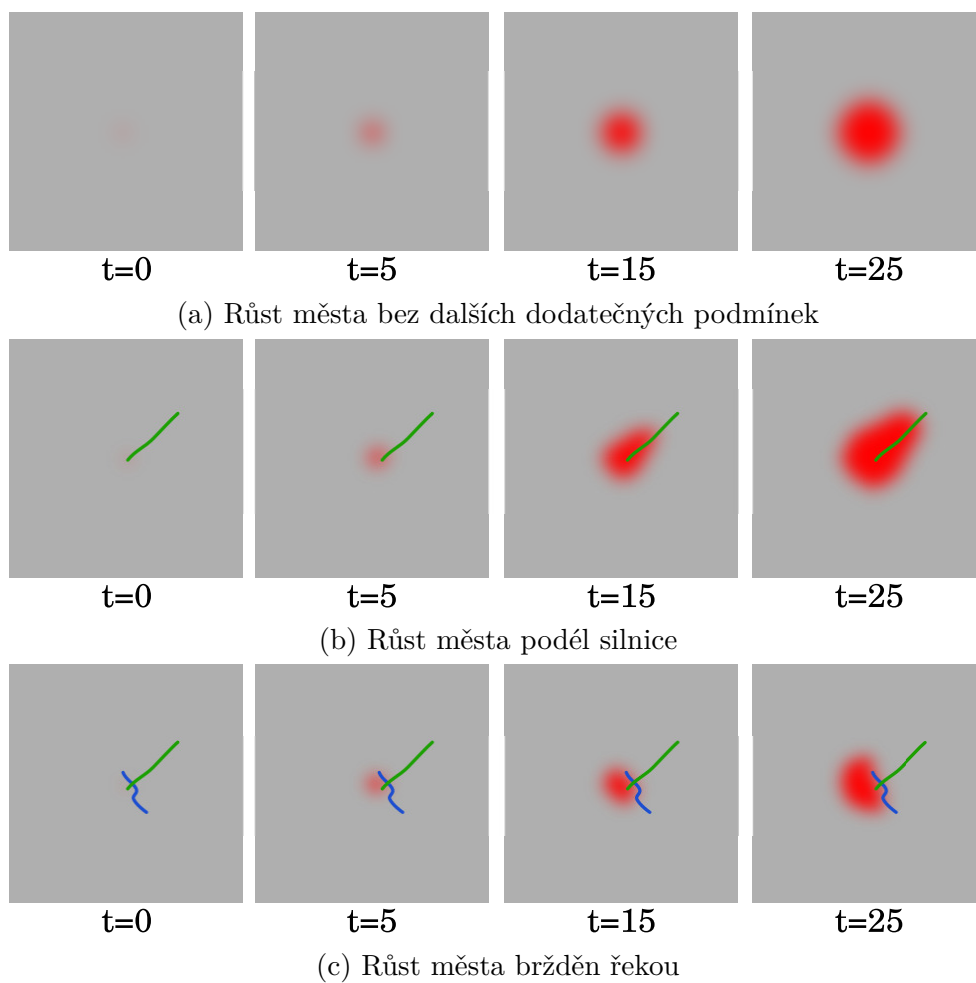 t=0 t=5 t=15 t=25
(a) Růst města bez dalších dodatečných podmínek
t=0 t=5 t=15 t=25
(b) Růst města podél silnice
t=0 t=5 t=15 t=25
(c) Růst města bržděn řekou